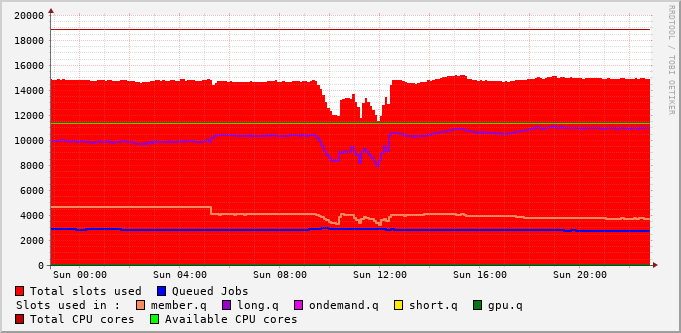 20000
18000
16000
14000
12000
10000
8000
6000
4000
2000
0
Sun 00:00 Sun 04:00 Sun 08:00 Sun 12:00 Sun 16:00 Sun 20:00
RRDTOOL / TOBI OETIKER
Total slots used Queued Jobs
Slots used in : member.q long.q ondemand.q short.q gpu.q
Total CPU cores Available CPU cores